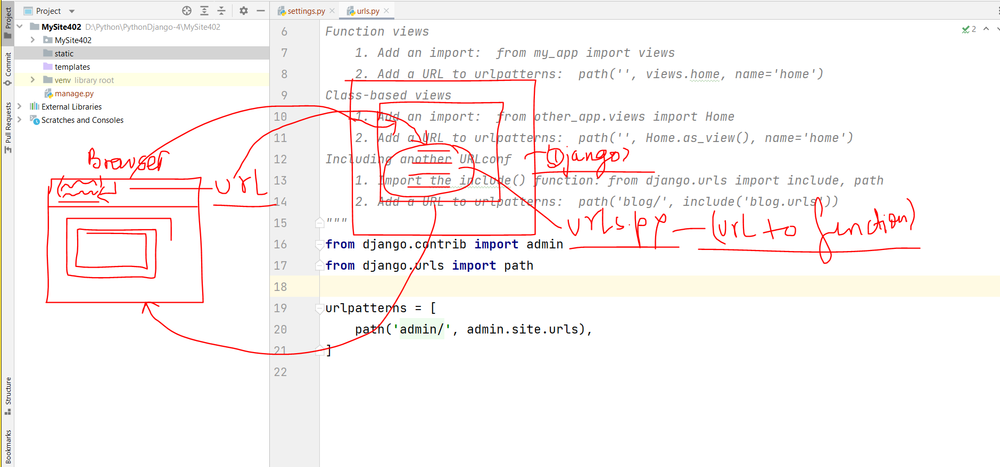 Project
settings.py
urls.py
MySite402 D:\Python\PythonDjango-4\MySite402
MySite402
static
templates
venv library root
manage.py
External Libraries
Scratches and Consoles
Project
Commit
Pull Requests
Structure
Bookmarks
2
6 Function views
7 1. Add an import:  from my_app import views
8 2. Add a URL to urlpatterns:  path('', views.home, name='home')
9 Class-based views
10 1. Add an import:  from other_app.views import Home
11 2. Add a URL to urlpatterns:  path('', Home.as_view(), name='home')
12 Including another URLconf
13 1. Import the include() function: from django.urls import include, path
14 2. Add a URL to urlpatterns:  path('blog/', include('blog.urls'))
15 """
16 from django.contrib import admin
17 from django.urls import path
18
19 urlpatterns = [
20 path('admin/', admin.site.urls),
21 ]
22
Browser
URL
Django
urls.py - (url to function)